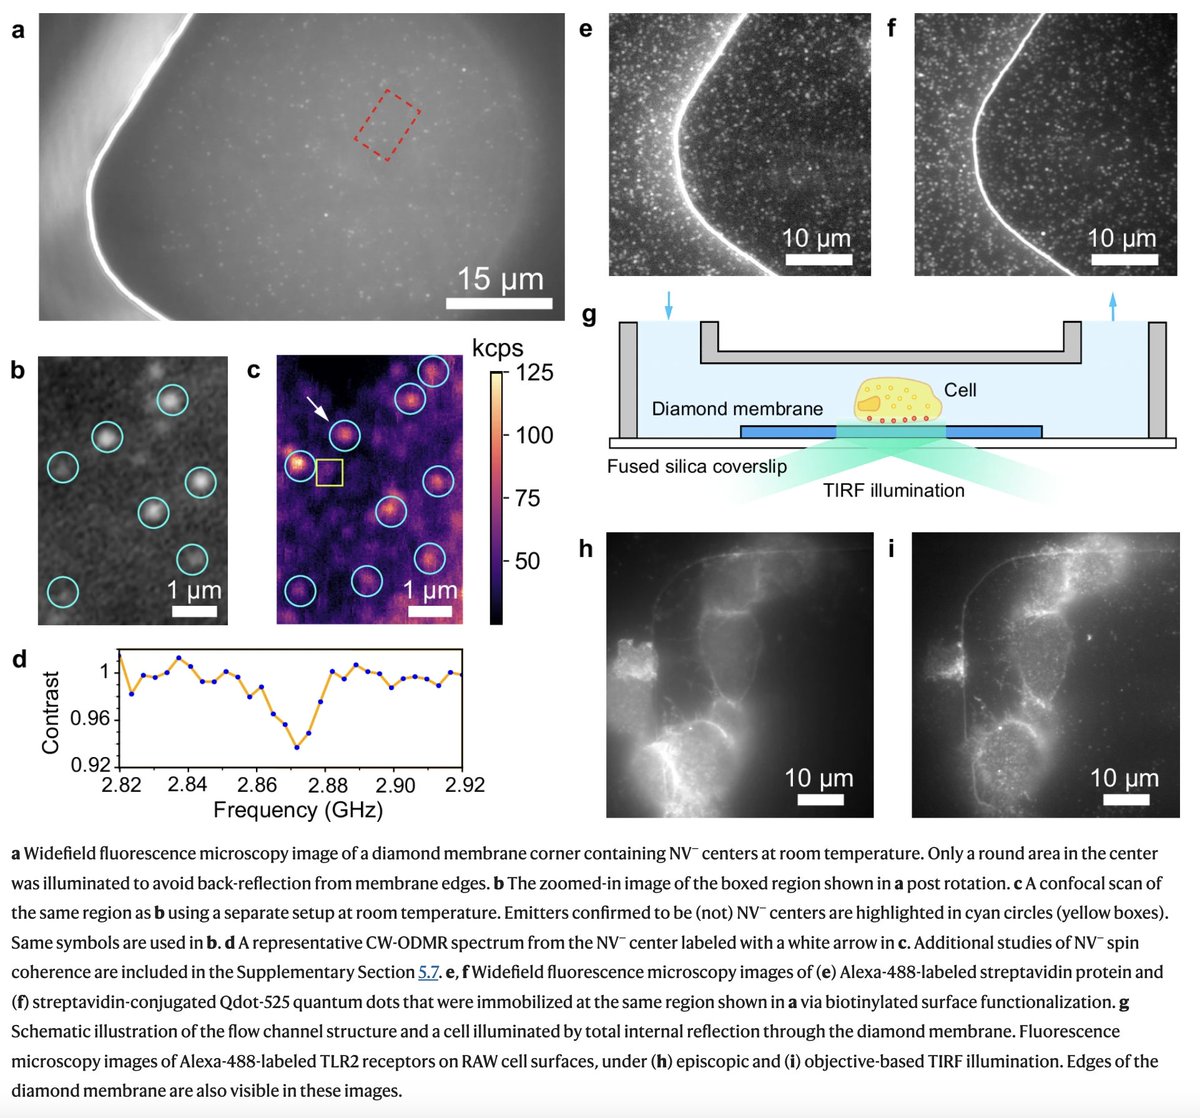 a
15 µm
e
10 µm
f
10 µm
g
Diamond membrane
Cell
Fused silica coverslip
TIRF illumination
b
1 µm
c
1 µm
kcps
125
100
75
50
d
Contrast
1
0.96
0.92
2.82 2.84 2.86 2.88 2.90 2.92
Frequency (GHz)
h
10 µm
i
10 µm
a Widefield fluorescence microscopy image of a diamond membrane corner containing NV⁻ centers at room temperature. Only a round area in the center
was illuminated to avoid back-reflection from membrane edges. b The zoomed-in image of the boxed region shown in a post rotation. c A confocal scan of
the same region as b using a separate setup at room temperature. Emitters confirmed to be (not) NV⁻ centers are highlighted in cyan circles (yellow boxes).
Same symbols are used in b. d A representative CW-ODMR spectrum from the NV⁻ center labeled with a white arrow in c. Additional studies of NV⁻ spin
coherence are included in the Supplementary Section 5.7. e, f Widefield fluorescence microscopy images of (e) Alexa-488-labeled streptavidin protein and
(f) streptavidin-conjugated Qdot-525 quantum dots that were immobilized at the same region shown in a via biotinylated surface functionalization. g
Schematic illustration of the flow channel structure and a cell illuminated by total internal reflection through the diamond membrane. Fluorescence
microscopy images of Alexa-488-labeled TLR2 receptors on RAW cell surfaces, under (h) episcopic and (i) objective-based TIRF illumination. Edges of the
diamond membrane are also visible in these images.